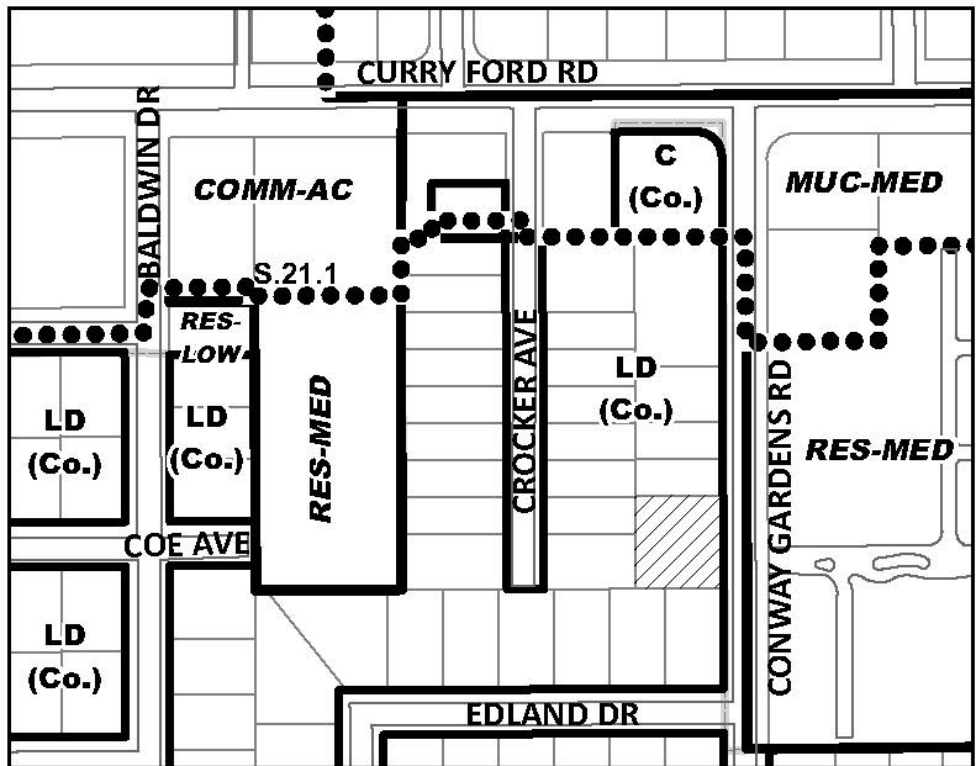 CURRY FORD RD
BALDWIN DR
C
(Co.)
COMM-AC
MUC-MED
S.21.1
RES-
LOW
CROCKER AVE
LD
(Co.)
CONWAY GARDENS RD
RES-MED
LD
(Co.)
LD
(Co.)
RES-MED
COE AVE
LD
(Co.)
EDLAND DR